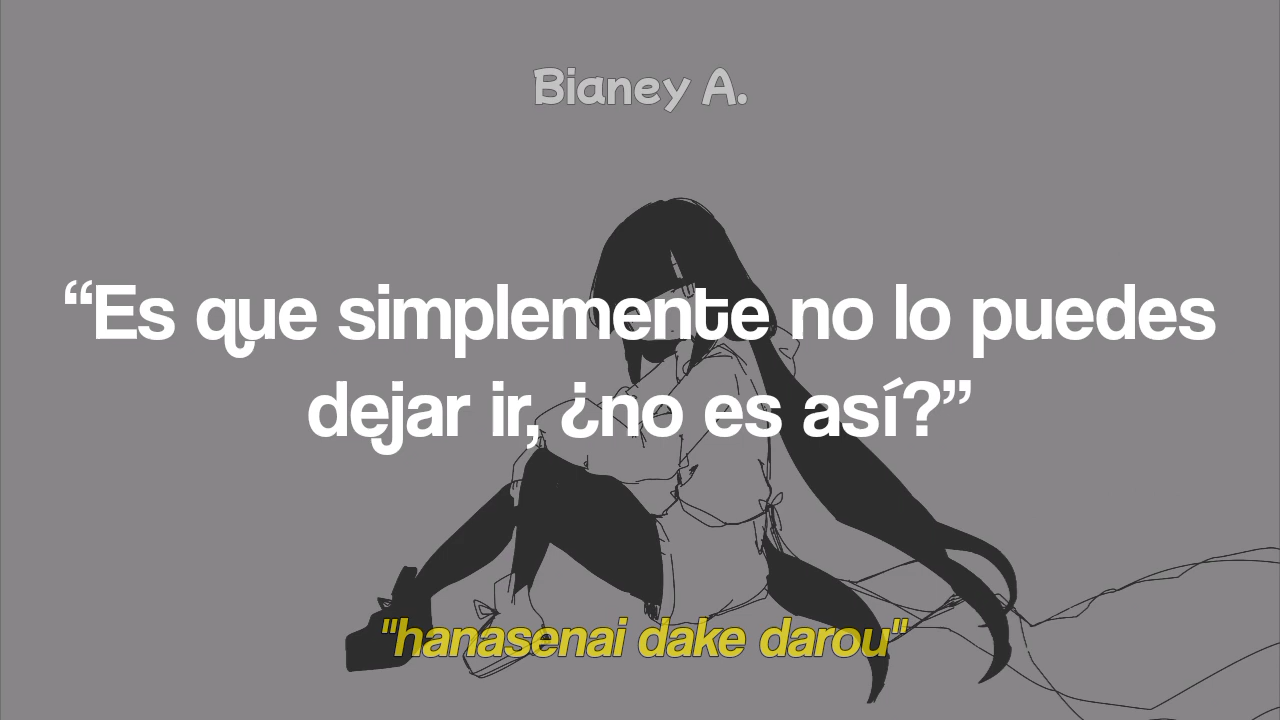 Bianey A.
“Es que simplemente no lo puedes
dejar ir, ¿no es así?”
"hanasenai dake darou"